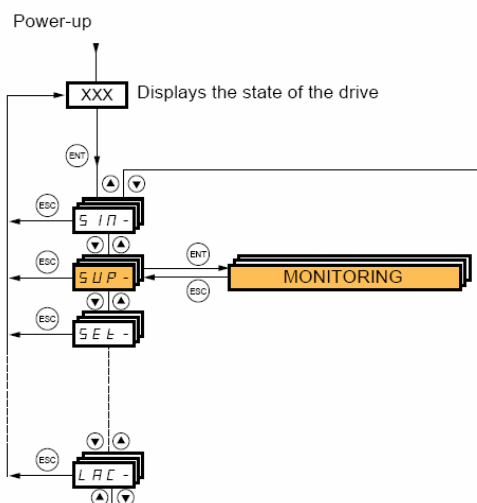 Power-up
XXX Displays the state of the drive
ENT
ESC
SIM-
ESC
SUP-
ENT
MONITORING
ESC
ESC
SEt-
ESC
LAC-